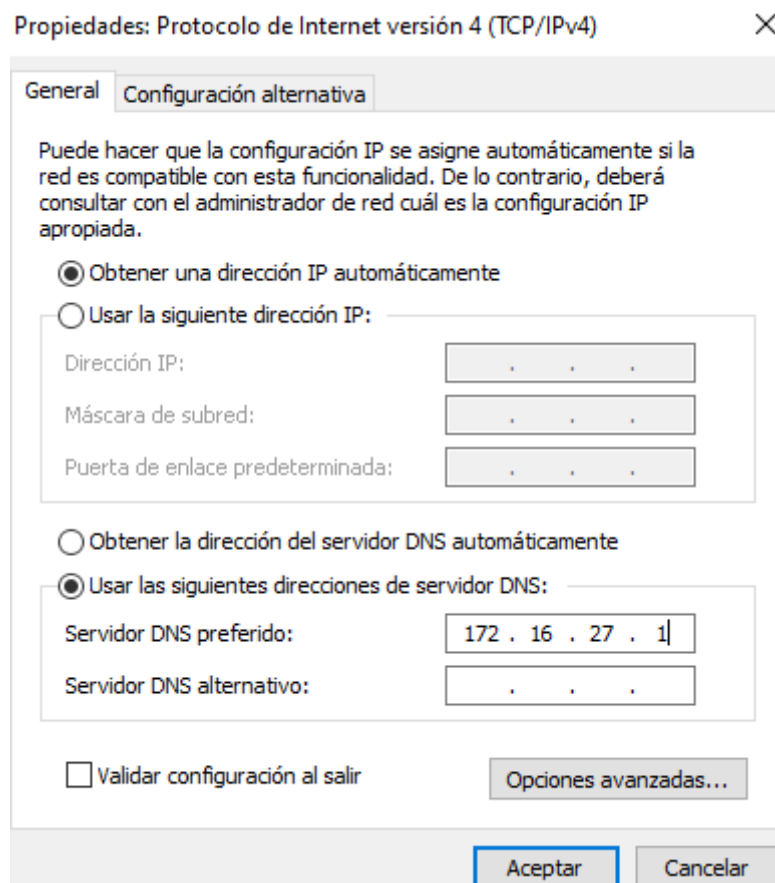 Propiedades: Protocolo de Internet versión 4 (TCP/IPv4)
General
Configuración alternativa
Puede hacer que la configuración IP se asigne automáticamente si la
red es compatible con esta funcionalidad. De lo contrario, deberá
consultar con el administrador de red cuál es la configuración IP
apropiada.
Obtener una dirección IP automáticamente
Usar la siguiente dirección IP:
Dirección IP: . . .
Máscara de subred: . . .
Puerta de enlace predeterminada: . . .
Obtener la dirección del servidor DNS automáticamente
Usar las siguientes direcciones de servidor DNS:
Servidor DNS preferido: 172 . 16 . 27 . 1
Servidor DNS alternativo: . . .
Validar configuración al salir
Opciones avanzadas...
Aceptar
Cancelar